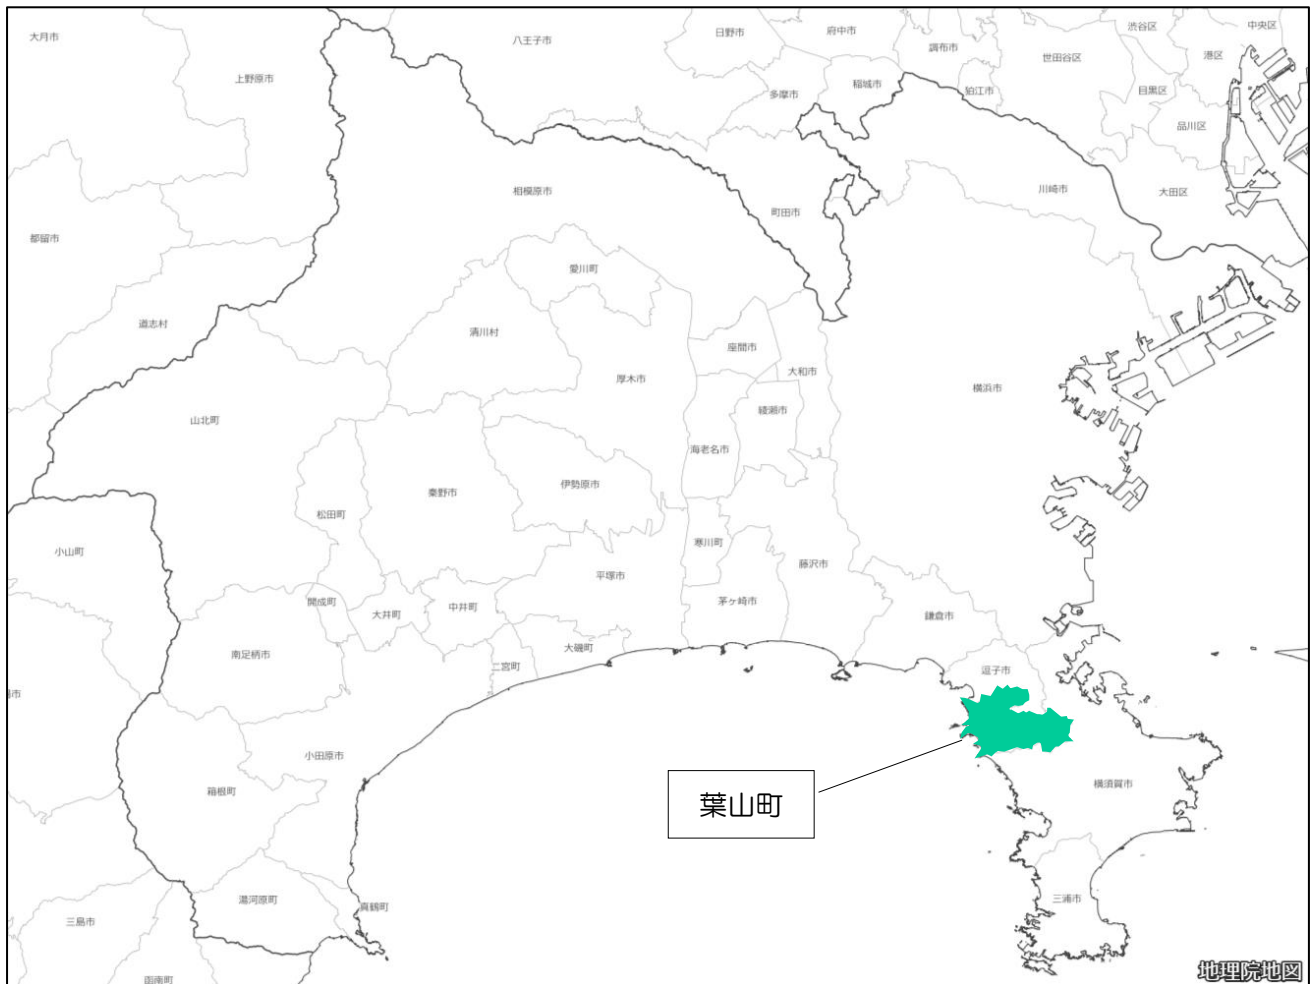 大月市
八王子市
日野市
府中市
調布市
世田谷区
渋谷区
港区
中央区
上野原市
多摩市
稲城市
狛江市
目黒区
品川区
大田区
相模原市
町田市
川崎市
都留市
愛川町
道志村
清川村
座間市
厚木市
大和市
横浜市
綾瀬市
山北町
海老名市
秦野市
伊勢原市
松田町
小山町
寒川町
藤沢市
平塚市
開成町
大井町
中井町
茅ヶ崎市
鎌倉市
南足柄市
二宮町
大磯町
逗子市
小田原市
箱根町
葉山町
横須賀市
湯河原町
真鶴町
三浦市
三島市
函南町
地理院地図